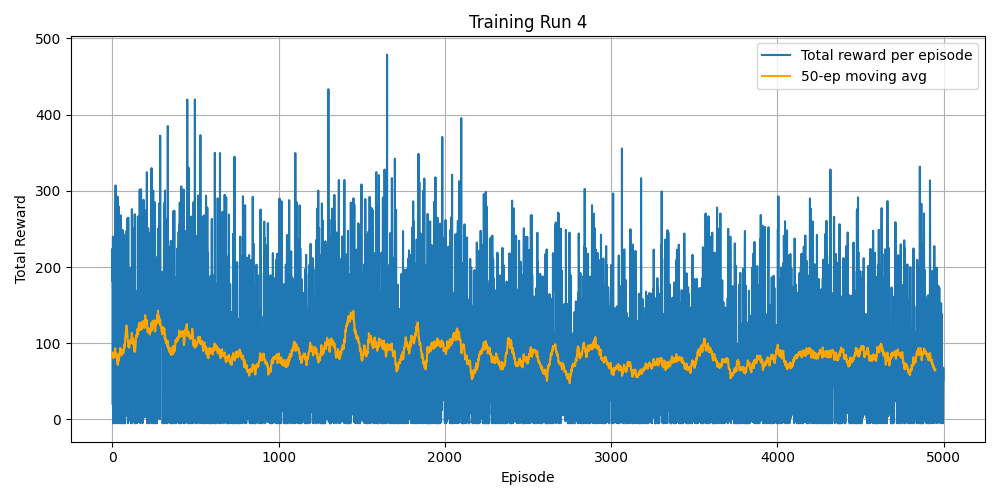 Training Run 4
Total Reward
500
400
300
200
100
0
Total reward per episode
50-ep moving avg
0 1000 2000 3000 4000 5000
Episode